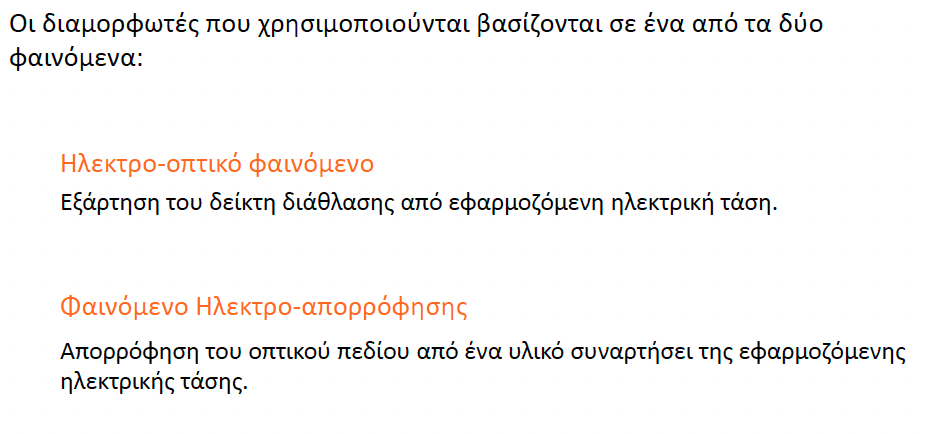 Οι διαμορφωτές που χρησιμοποιούνται βασίζονται σε ένα από τα δύο
φαινόμενα:
Ηλεκτρο-οπτικό φαινόμενο
Εξάρτηση του δείκτη διάθλασης από εφαρμοζόμενη ηλεκτρική τάση.
Φαινόμενο Ηλεκτρο-απορρόφησης
Απορρόφηση του οπτικού πεδίου από ένα υλικό συναρτήσει της εφαρμοζόμενης
ηλεκτρικής τάσης.